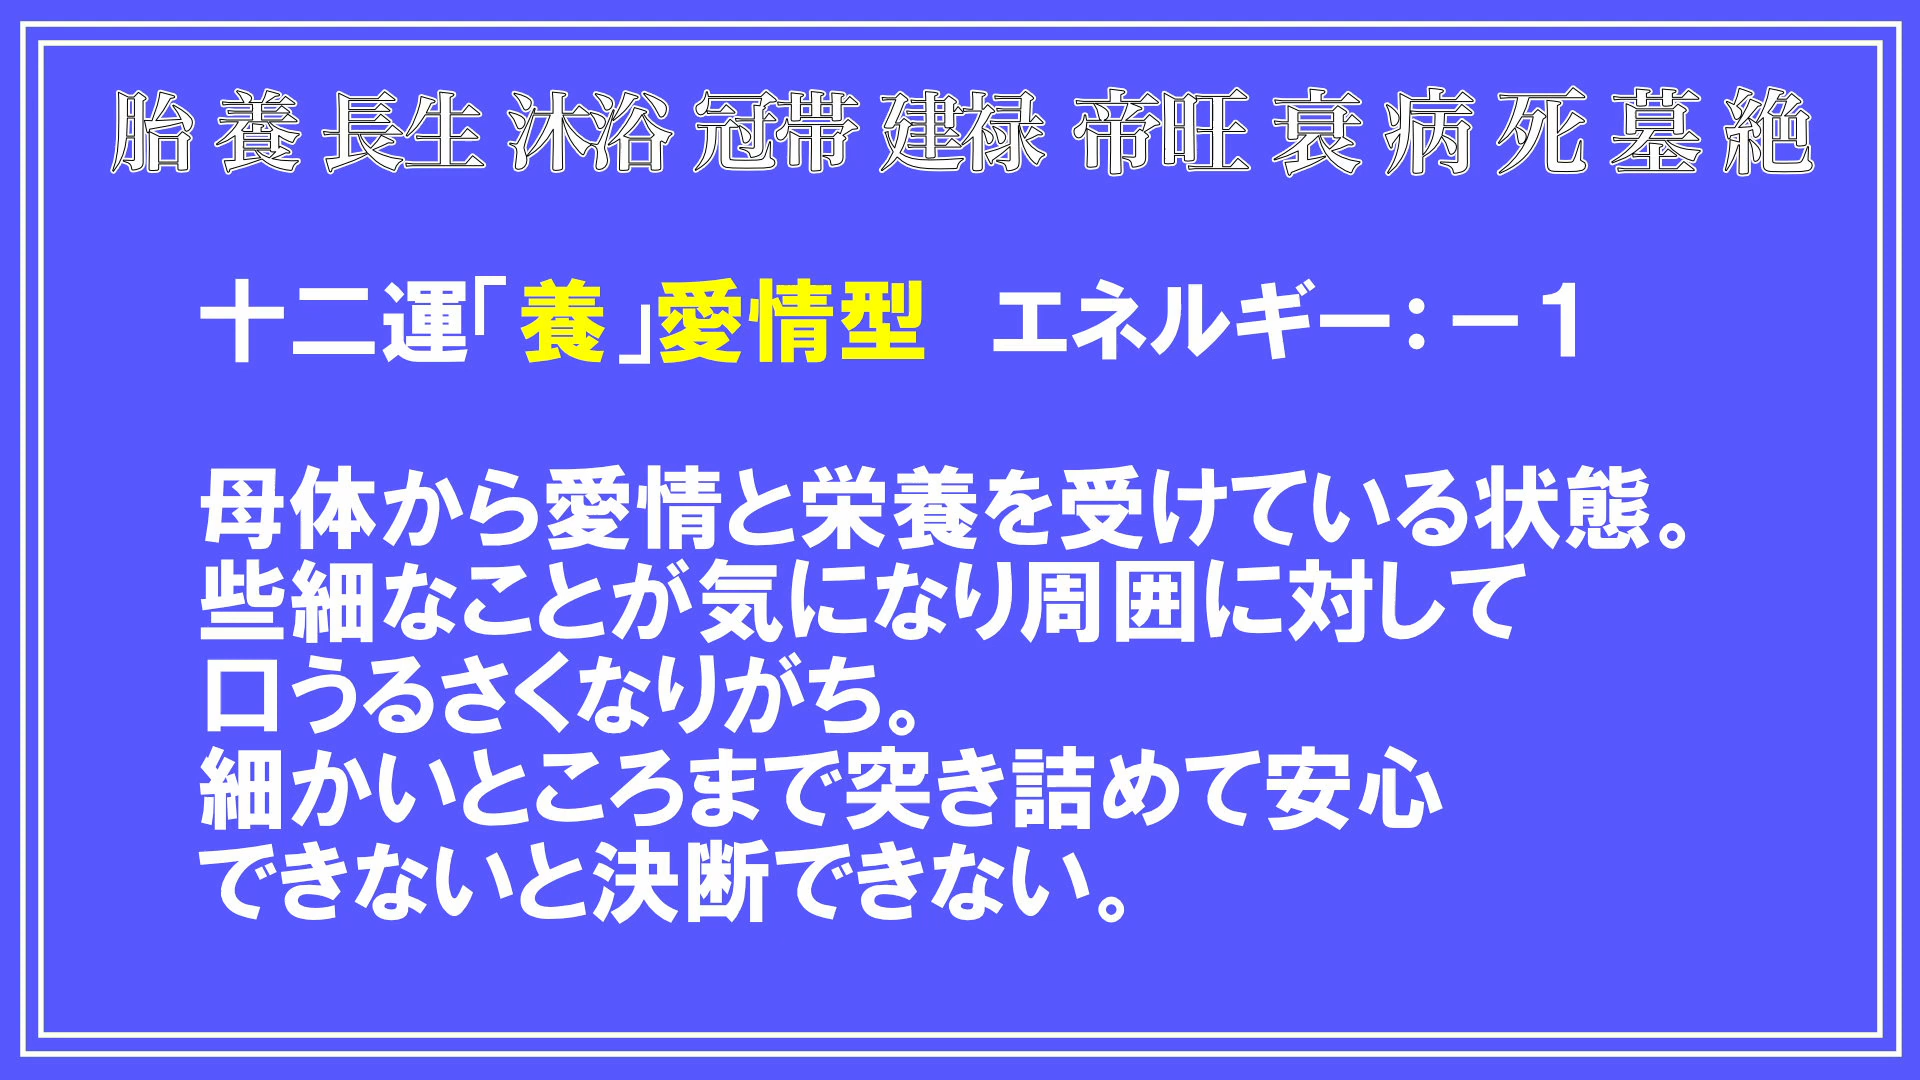 胎 養 長生 沐浴 冠帯 建禄 帝旺 衰 病 死 墓 絶
十二運「養」愛情型　エネルギー：－１
母体から愛情と栄養を受けている状態。
些細なことが気になり周囲に対して
口うるさくなりがち。
細かいところまで突き詰めて安心
できないと決断できない。